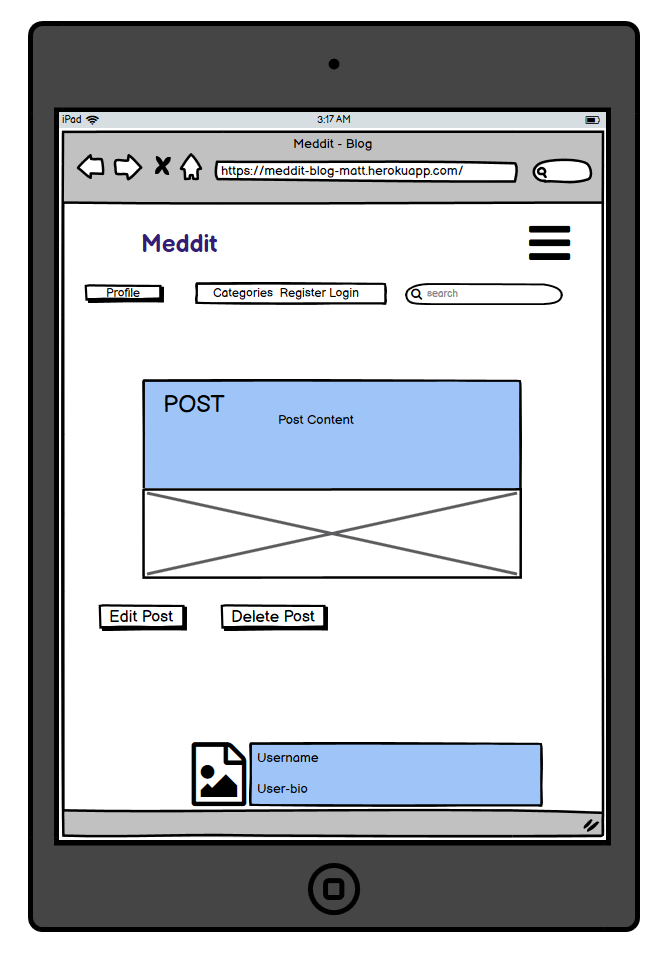 iPad 3:17 AM
Meddit - Blog
https://meddit-blog-matt.herokuapp.com/
Meddit
Profile Categories Register Login search
POST
Post Content
Edit Post Delete Post
Username
User-bio